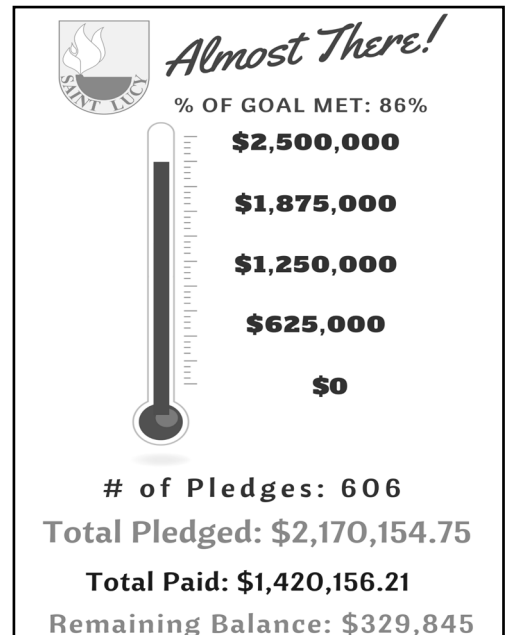 Almost There!
SAINT LUCY
% OF GOAL MET: 86%
$2,500,000
$1,875,000
$1,250,000
$625,000
$0
# of Pledges: 606
Total Pledged: $2,170,154.75
Total Paid: $1,420,156.21
Remaining Balance: $329,845